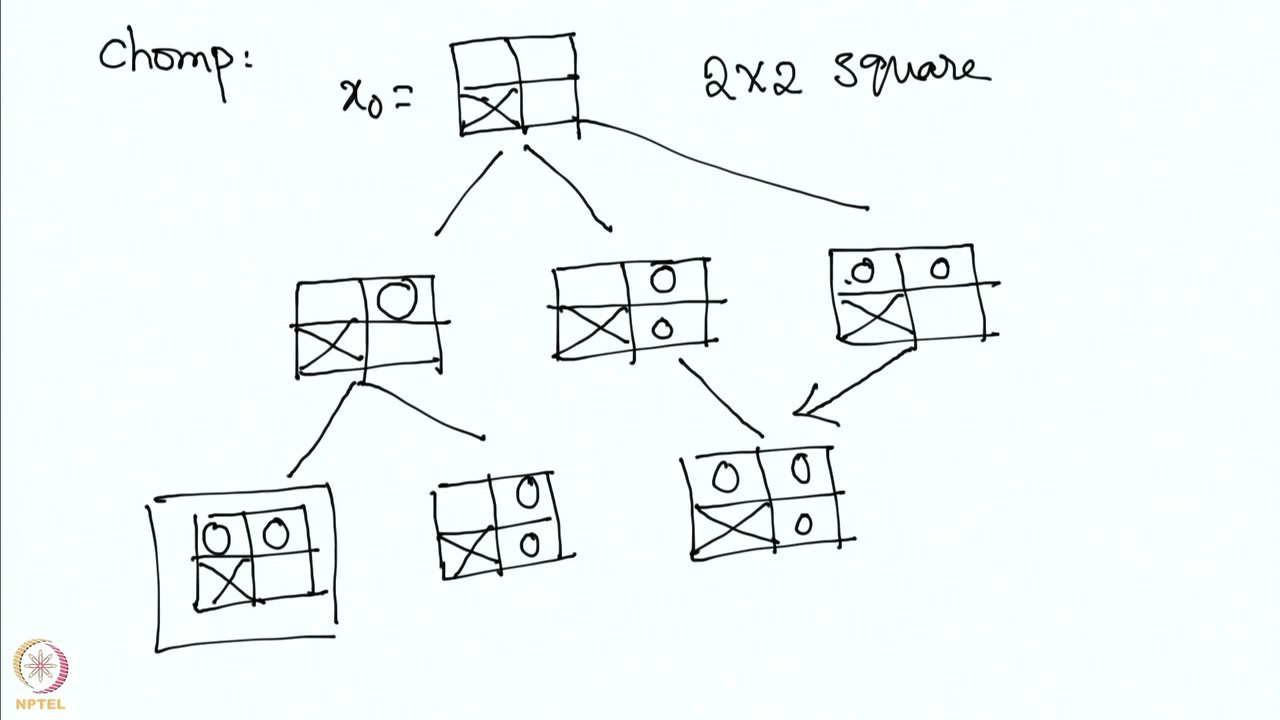 Chomp:
x₀ =
2x2 square
NPTEL